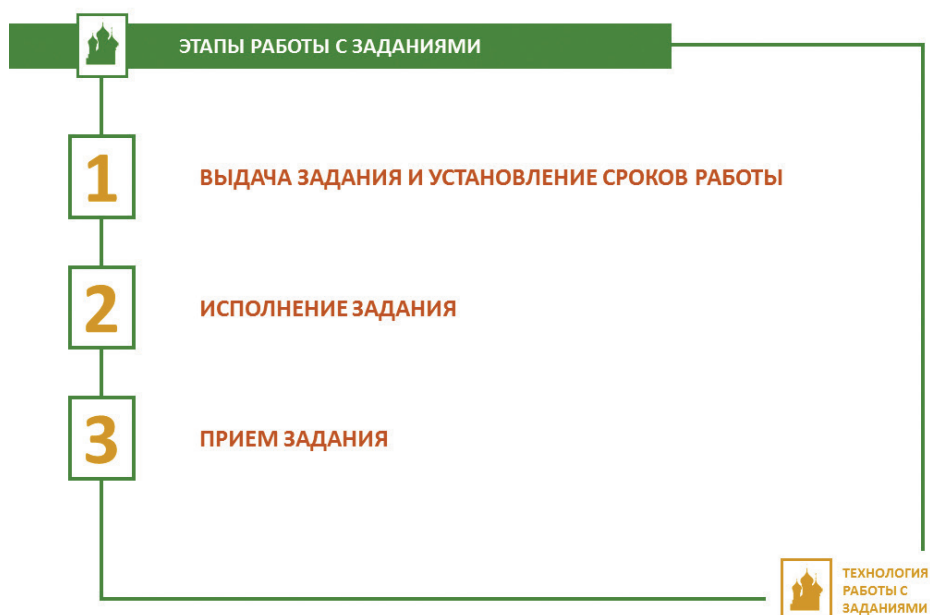 ЭТАПЫ РАБОТЫ С ЗАДАНИЯМИ
1
ВЫДАЧА ЗАДАНИЯ И УСТАНОВЛЕНИЕ СРОКОВ РАБОТЫ
2
ИСПОЛНЕНИЕ ЗАДАНИЯ
3
ПРИЕМ ЗАДАНИЯ
ТЕХНОЛОГИЯ
РАБОТЫ С
ЗАДАНИЯМИ